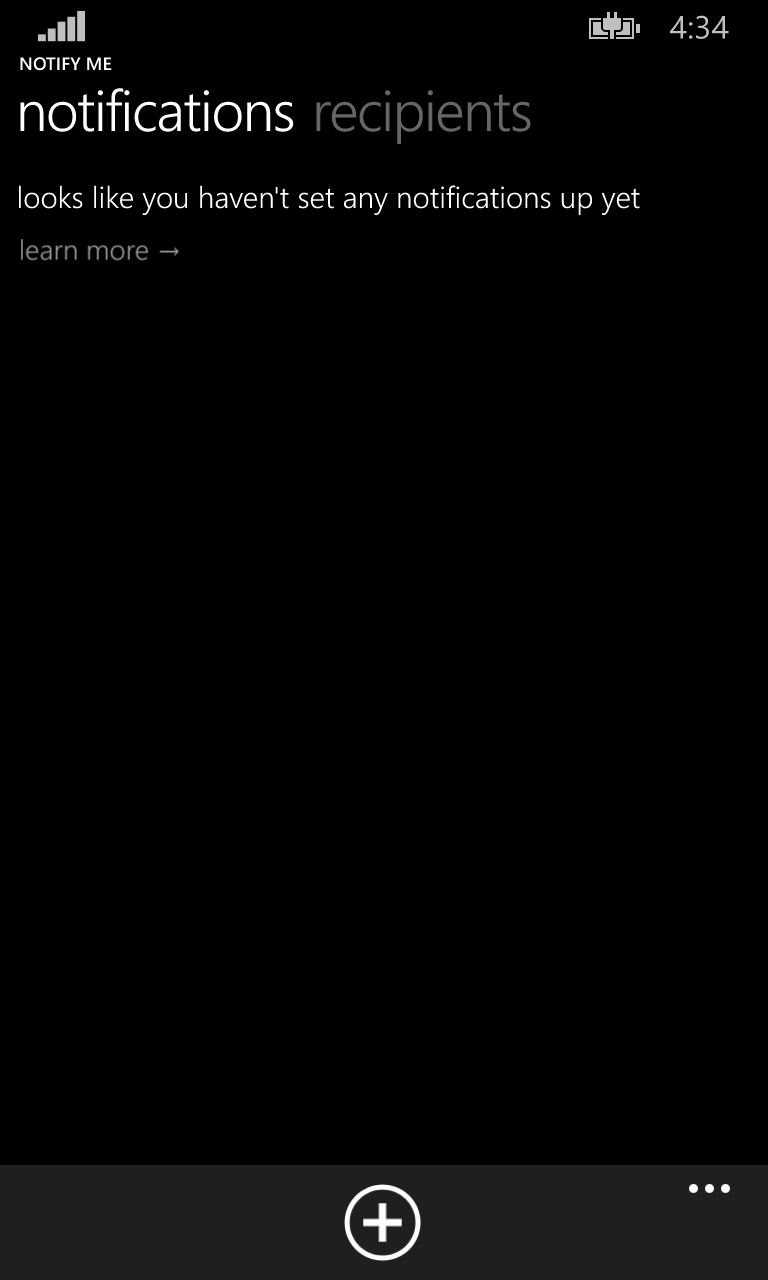 4:34
NOTIFY ME
notifications recipients
looks like you haven't set any notifications up yet
learn more →